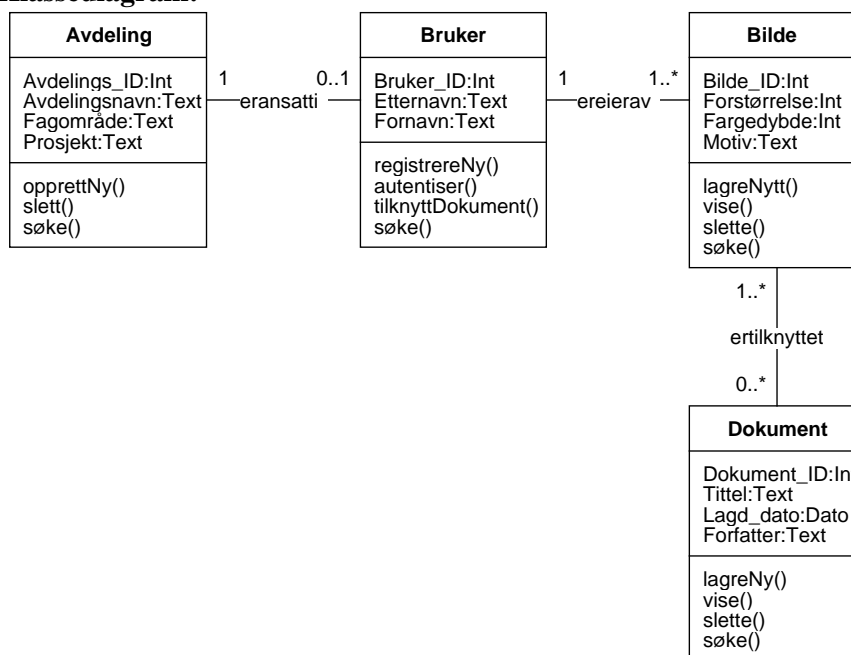 Klassediagram
Avdeling
Avdelings_ID:Int
Avdelingsnavn:Text
Fagområde:Text
Prosjekt:Text
opprettNy()
slett()
søke()
1 0..1
eransatti
Bruker
Bruker_ID:Int
Etternavn:Text
Fornavn:Text
registrereNy()
autentiser()
tilknyttDokument()
søke()
1 1..*
ereierav
Bilde
Bilde_ID:Int
Forstørrelse:Int
Fargedybde:Int
Motiv:Text
lagreNytt()
vise()
slette()
søke()
1..*
ertilknyttet
0..*
Dokument
Dokument_ID:In
Tittel:Text
Lagd_dato:Dato
Forfatter:Text
lagreNy()
vise()
slette()
søke()